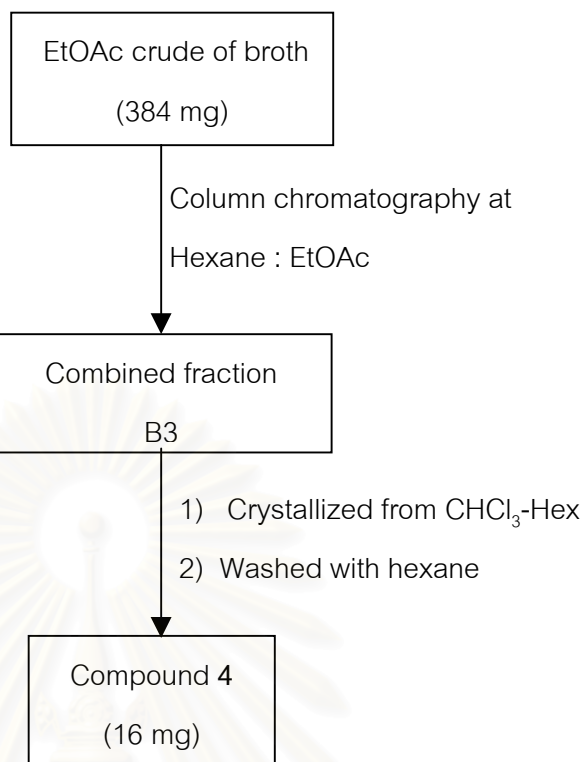 EtOAc crude of broth
(384 mg)
Column chromatography at
Hexane : EtOAc
Combined fraction
B3
1) Crystallized from CHCl₃-Hex
2) Washed with hexane
Compound 4
(16 mg)